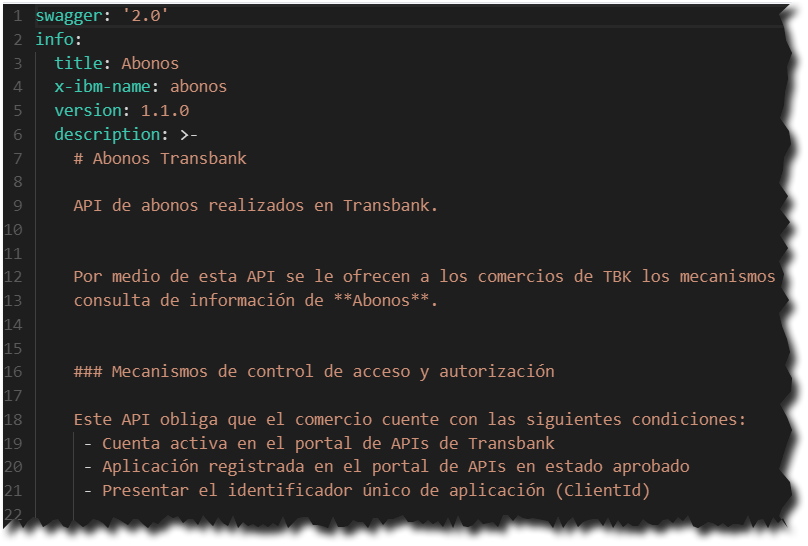 1 swagger: '2.0'
2 info:
3 title: Abonos
4 x-ibm-name: abonos
5 version: 1.1.0
6 description: >-
7 # Abonos Transbank
8
9 API de abonos realizados en Transbank.
10
11
12 Por medio de esta API se le ofrecen a los comercios de TBK los mecanismos
13 consulta de información de **Abonos**.
14
15
16 ### Mecanismos de control de acceso y autorización
17
18 Este API obliga que el comercio cuente con las siguientes condiciones:
19 - Cuenta activa en el portal de APIs de Transbank
20 - Aplicación registrada en el portal de APIs en estado aprobado
21 - Presentar el identificador único de aplicación (ClientId)
22